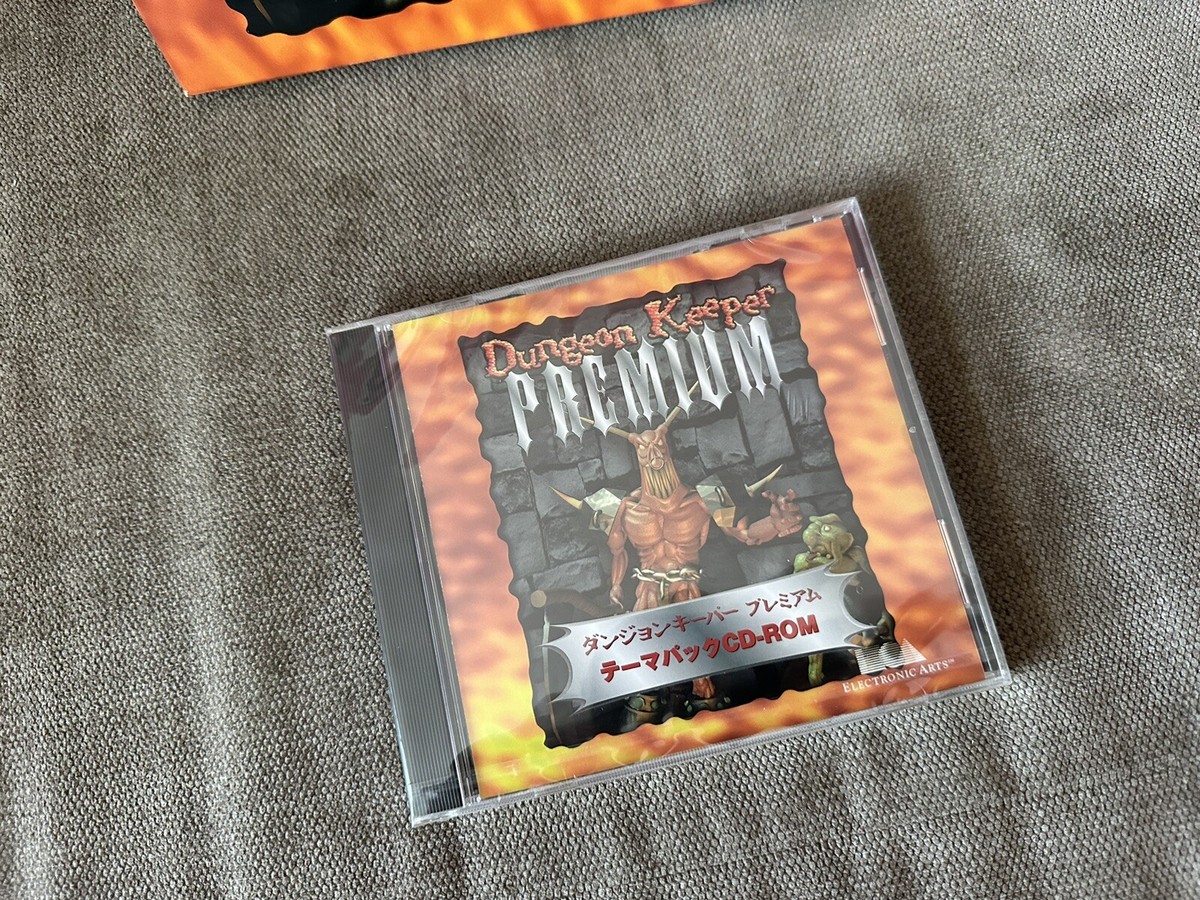 Dungeon Keeper
PREMIUM
ダンジョンキーパー プレミアム
テーマパックCD-ROM
ELECTRONIC ARTS™